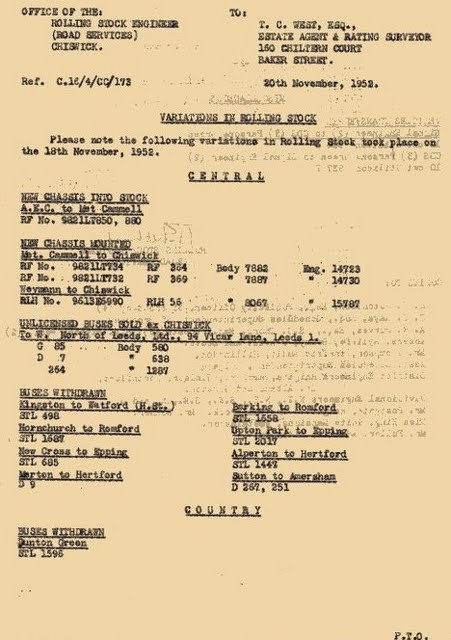 OFFICE OF THE:
ROLLING STOCK ENGINEER
(ROAD SERVICES)
CHISWICK.
TO:
T. C. WEST, ESQ.,
ESTATE AGENT & RATING SURVEYOR
160 CHILTERN COURT
BAKER STREET.
Ref. C.16/4/CC/173
20th November, 1952.
VARIATIONS IN ROLLING STOCK
Please note the following variations in Rolling Stock took place on
the 18th November, 1952.
CENTRAL
NEW CHASSIS INTO STOCK
A.E.C. to Met Cammell
RF No. 9821LT850, 880
NEW CHASSIS MOUNTED
Met. Cammell to Chiswick
RF No. 9821LT734 RF 364 Body 7882 Eng. 14723
RF No. 9821LT732 RF 369 " 7887 " 14730
Weymann to Chiswick
RLH No. 9613E6990 RLH 56 " 8067 " 15787
UNLICENSED BUSES SOLD ex CHISWICK
To W. North of Leeds, Ltd., 94 Vicar Lane, Leeds 1.
G 85 Body 580
D 7 " 538
264 " 1287
BUSES WITHDRAWN
Kingston to Watford (H.St.)
STL 498
Hornchurch to Romford
STL 1687
New Cross to Epping
STL 685
Merton to Hertford
D 9
Barking to Romford
STL 1658
Upton Park to Epping
STL 2017
Alperton to Hertford
STL 1447
Sutton to Amersham
D 267, 251
COUNTRY
BUSES WITHDRAWN
Dunton Green
STL 1596
P.T.O.